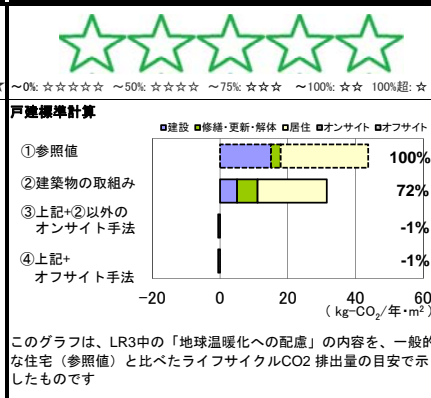 ~0%: ☆☆☆☆☆ ~50%: ☆☆☆☆ ~75%: ☆☆☆ ~100%: ☆☆ 100%超: ☆
戸建標準計算
■建設 ■修繕・更新・解体 □居住 ■オンサイト ■オフサイト
①参照値 100%
②建築物の取組み 72%
③上記+②以外の
オンサイト手法 -1%
④上記+
オフサイト手法 -1%
-20 0 20 40 60
( kg-CO₂/年・m² )
このグラフは、LR3中の「地球温暖化への配慮」の内容を、一般的
な住宅（参照値）と比べたライフサイクルCO2 排出量の目安で示
したものです